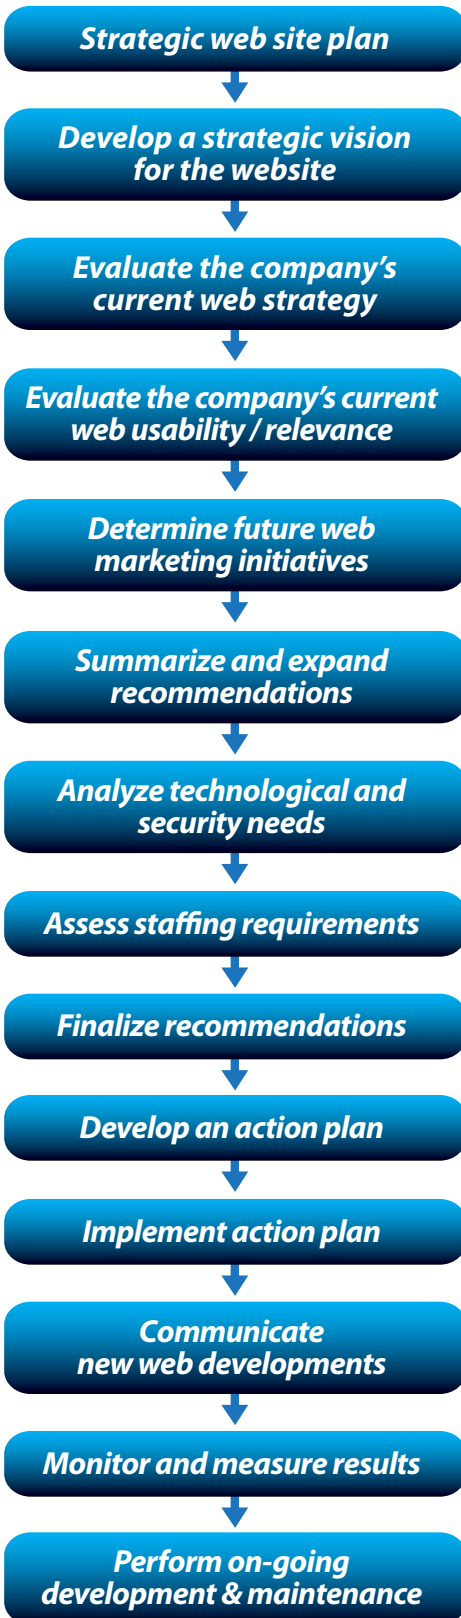 Strategic web site plan
Develop a strategic vision
for the website
Evaluate the company's
current web strategy
Evaluate the company's current
web usability / relevance
Determine future web
marketing initiatives
Summarize and expand
recommendations
Analyze technological and
security needs
Assess staffing requirements
Finalize recommendations
Develop an action plan
Implement action plan
Communicate
new web developments
Monitor and measure results
Perform on-going
development & maintenance